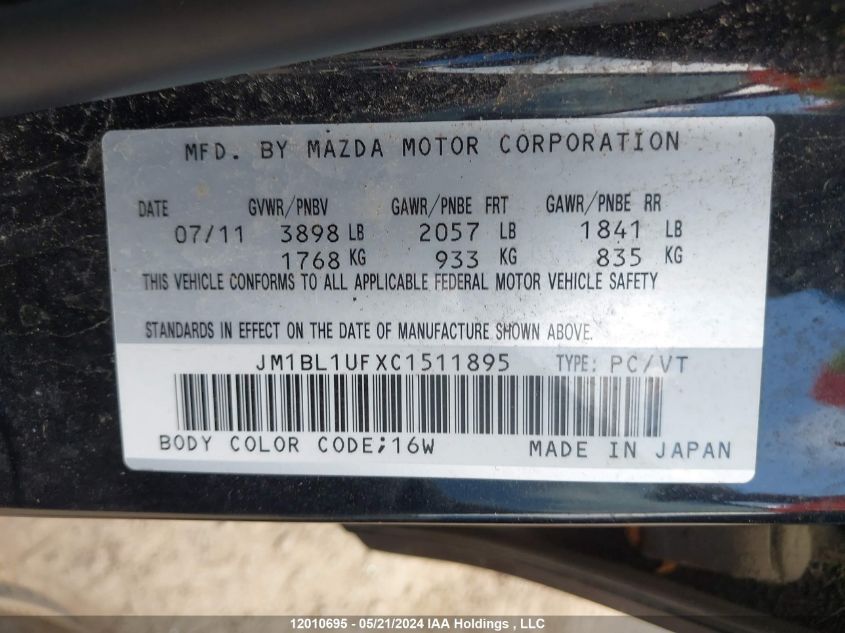 MFD. BY MAZDA MOTOR CORPORATION
DATE GVWR/PNBV GAWR/PNBE FRT GAWR/PNBE RR
07/11 3898 LB 2057 LB 1841 LB
1768 KG 933 KG 835 KG
THIS VEHICLE CONFORMS TO ALL APPLICABLE FEDERAL MOTOR VEHICLE SAFETY
STANDARDS IN EFFECT ON THE DATE OF MANUFACTURE SHOWN ABOVE.
JM1BL1UFXC1511895 TYPE: PC/VT
BODY COLOR CODE;16W MADE IN JAPAN
12010695 - 05/21/2024 IAA Holdings , LLC